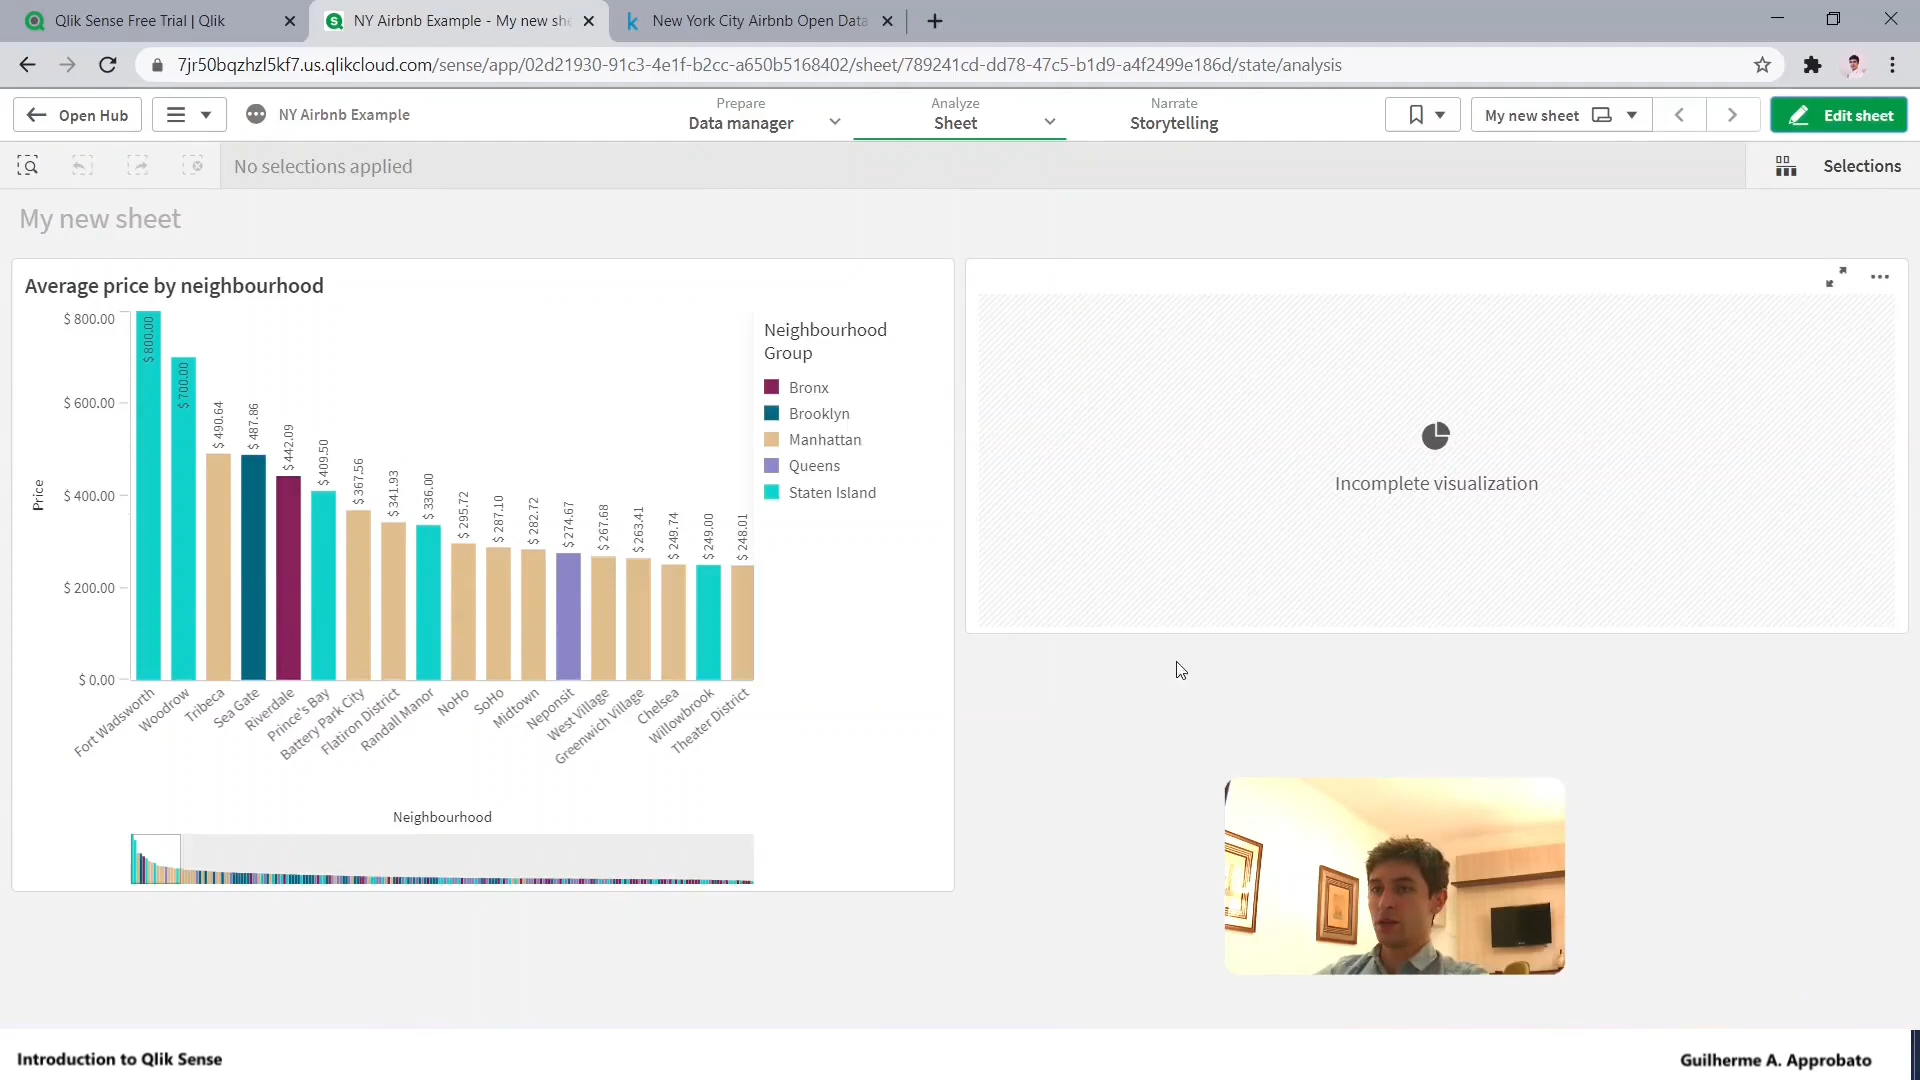 Qlik Sense Free Trial | Qlik
NY Airbnb Example - My new she
New York City Airbnb Open Data
7jr50bqzhzl5kf7.us.qlikcloud.com/sense/app/02d21930-91c3-4e1f-b2cc-a650b5168402/sheet/789241cd-dd78-47c5-b1d9-a4f2499e186d/state/analysis
Open Hub
NY Airbnb Example
Prepare
Data manager
Analyze
Sheet
Narrate
Storytelling
My new sheet
Edit sheet
No selections applied
Selections
My new sheet
Average price by neighbourhood
Price
$ 800.00
$ 600.00
$ 400.00
$ 200.00
$ 0.00
$ 800.00
$ 700.00
$ 490.64
$ 487.86
$ 442.09
$ 409.50
$ 367.56
$ 341.93
$ 336.00
$ 295.72
$ 287.10
$ 282.72
$ 274.67
$ 267.68
$ 263.41
$ 249.74
$ 249.00
$ 248.01
Fort Wadsworth
Woodrow
Tribeca
Sea Gate
Riverdale
Prince's Bay
Battery Park City
Flatiron District
Randall Manor
NoHo
SoHo
Midtown
Neponsit
West Village
Greenwich Village
Chelsea
Willowbrook
Theater District
Neighbourhood
Neighbourhood
Group
Bronx
Brooklyn
Manhattan
Queens
Staten Island
Incomplete visualization
Introduction to Qlik Sense
Guilherme A. Approbato